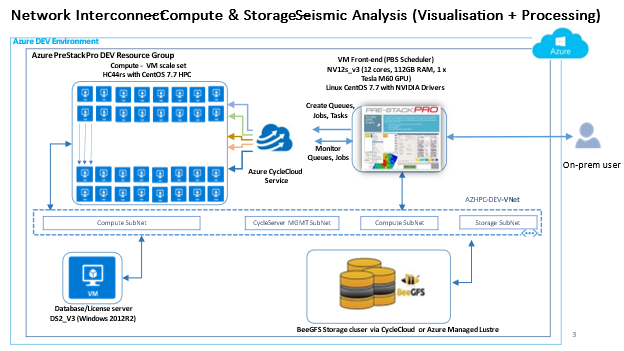 Network Interconnect – Compute & Storage – Seismic Analysis (Visualisation + Processing)
Azure DEV Environment
Azure
Azure PreStackPro DEV Resource Group
Compute - VM scale set
HC44rs with CentOS 7.7 HPC
VM Front-end (PBS Scheduler)
NV12s_v3 (12 cores, 112GB RAM, 1 x
Tesla M60 GPU)
Linux CentOS 7.7 with NVIDIA Drivers
Create Queues,
Jobs, Tasks
PRE-STACK PRO
Monitor
Queues, Jobs
Azure CycleCloud
Service
On-prem user
AZHPC-DEV-VNet
Compute SubNet
CycleServer MGMT SubNet
Compute SubNet
Storage SubNet
VM
Database/License server
DS2_V3 (Windows 2012R2)
BeeGFS
BeeGFS Storage cluser via CycleCloud or Azure Managed Lustre
3